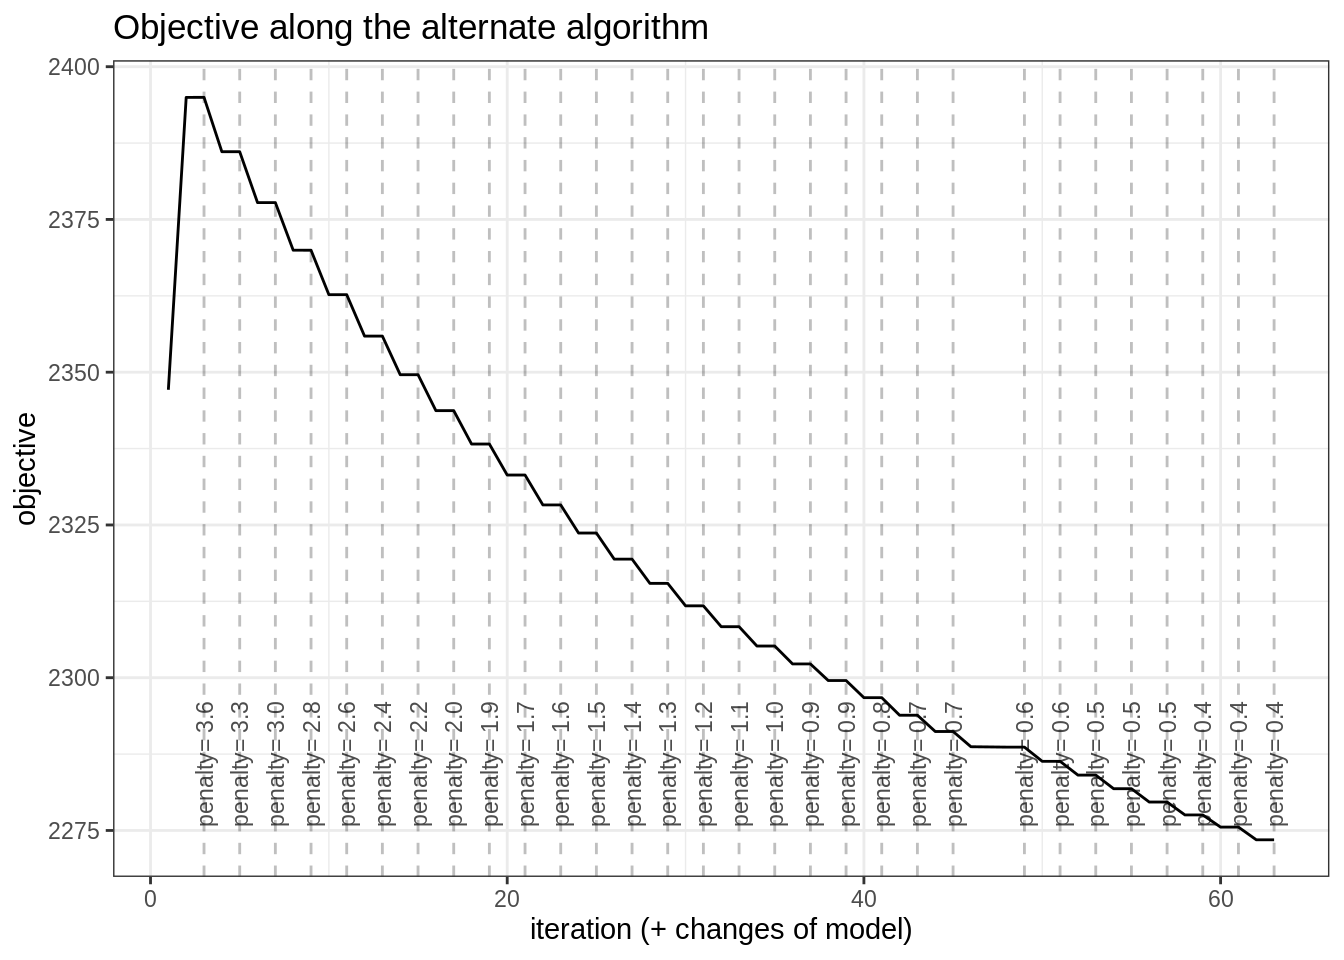 Objective along the alternate algorithm
objective
2400
2375
2350
2325
2300
2275
penalty= 3.6
penalty= 3.3
penalty= 3.0
penalty= 2.8
penalty= 2.6
penalty= 2.4
penalty= 2.2
penalty= 2.0
penalty= 1.9
penalty= 1.7
penalty= 1.6
penalty= 1.5
penalty= 1.4
penalty= 1.3
penalty= 1.2
penalty= 1.1
penalty= 1.0
penalty= 0.9
penalty= 0.9
penalty= 0.8
penalty= 0.7
penalty= 0.7
penalty= 0.6
penalty= 0.6
penalty= 0.5
penalty= 0.5
penalty= 0.5
penalty= 0.4
penalty= 0.4
penalty= 0.4
0
20
40
60
iteration (+ changes of model)